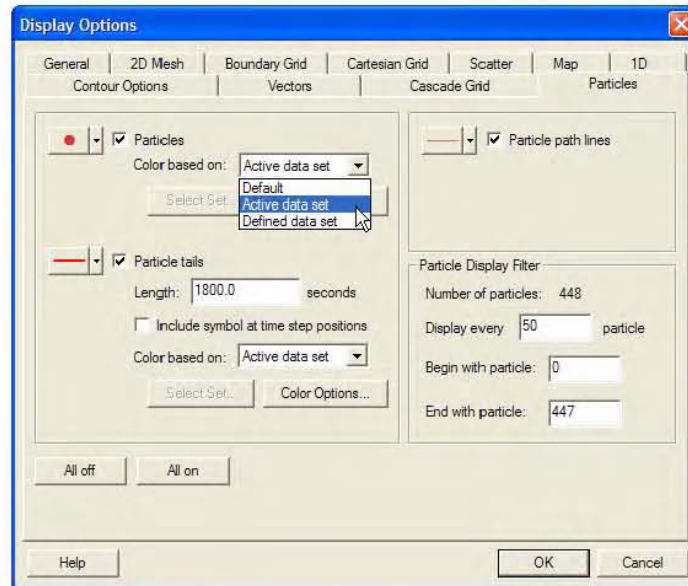 Display Options
General 2D Mesh Boundary Grid Cartesian Grid Scatter Map 1D
Contour Options Vectors Cascade Grid Particles
Particles
Color based on: Active data set
Default
Active data set
Defined data set
Select Set..
Particle tails
Length: 1800.0 seconds
Include symbol at time step positions
Color based on: Active data set
Select Set.. Color Options...
Particle path lines
Particle Display Filter
Number of particles: 448
Display every 50 particle
Begin with particle: 0
End with particle: 447
All off All on
Help OK Cancel